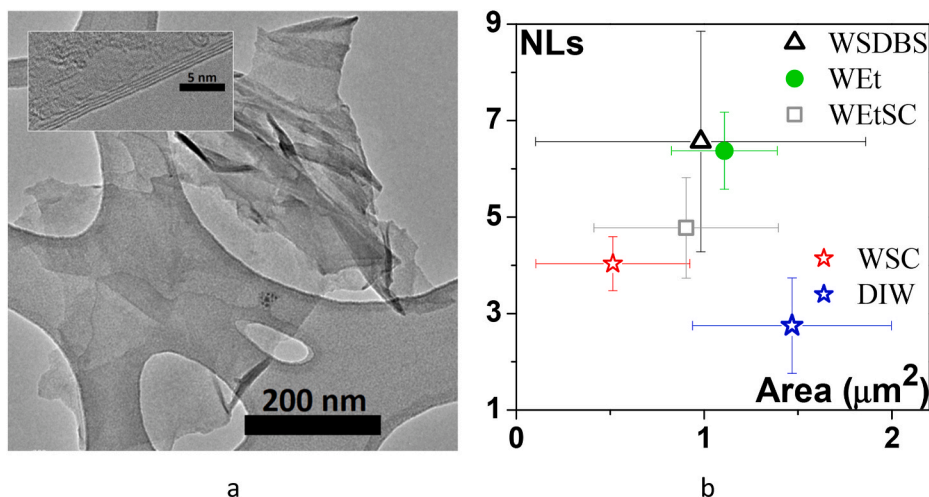 5 nm
200 nm
a
9
7
5
3
1
NLs
WSDBS
WEt
WEtSC
WSC
DIW
Area (μm²)
0
1
2
b